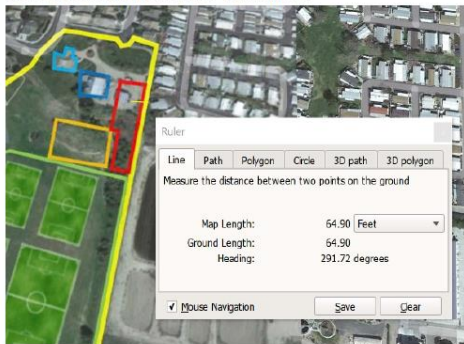 Ruler
Line Path Polygon Circle 3D path 3D polygon
Measure the distance between two points on the ground
Map Length: 64.90 Feet
Ground Length: 64.90
Heading: 291.72 degrees
Mouse Navigation Save Clear